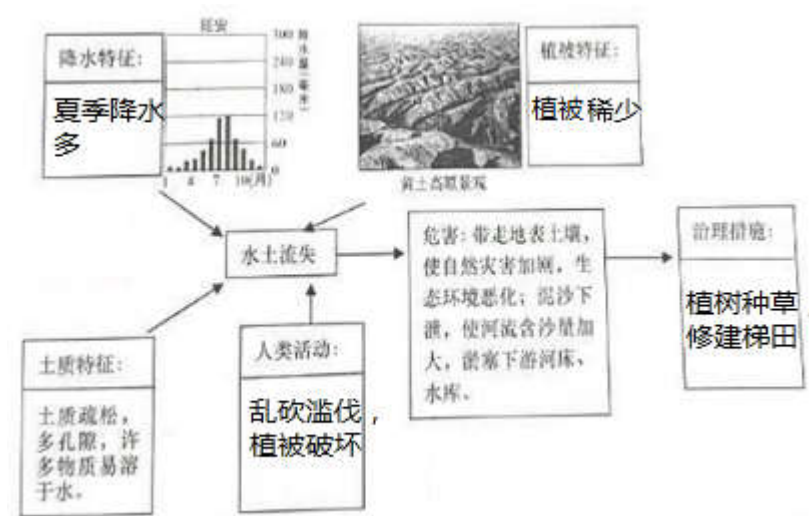 延安
降水特征:
夏季降水
多
300
240
180
120
60
0
降水量(毫米)
1 4 7 10(月)
黄土高原景观
植被特征:
植被稀少
水土流失
危害: 带走地表土壤,
使自然灾害加剧, 生
态环境恶化; 泥沙下
泄, 使河流含沙量加
大, 淤塞下游河床、
水库。
治理措施:
植树种草,
修建梯田
土质特征:
土质疏松,
多孔隙, 许
多物质易溶
于水。
人类活动:
乱砍滥伐,
植被破坏